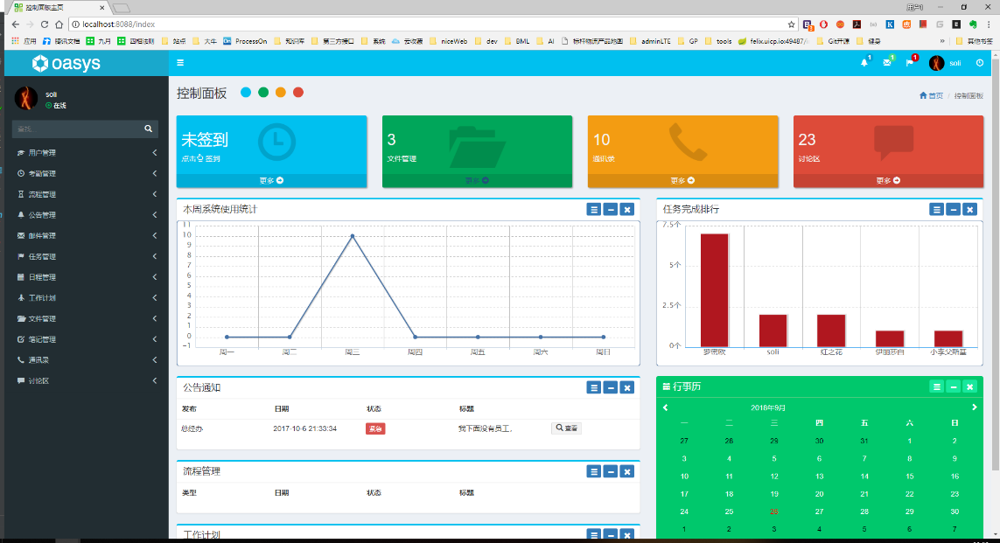 控制面板主页
用户1
localhost:8088/index
应用 腾讯文档 九月 四相法则 站点 大牛 ProcessOn 知识库 第三方接口 系统 云收藏 niceWeb dev BML AI 标杆物流产品地图 adminLTE GP tools felix.uicp.io:49487/ Git开源 健身 » 其他书签
oasys
1 1 1 soli
soli
在线
查找...
用户管理
考勤管理
流程管理
公告管理
邮件管理
任务管理
日程管理
工作计划
文件管理
笔记管理
通讯录
讨论区
控制面板
首页 / 控制面板
未签到
点击 签到
更多
3
文件管理
更多
10
通讯录
更多
23
讨论区
更多
本周系统使用统计
11
10
9
8
7
6
5
4
3
2
1
0
-1
周一 周二 周三 周四 周五 周六 周日
任务完成排行
7.5个
5个
2.5个
0个
罗密欧 soli 红之花 伊丽莎白 小李父斯基
公告通知
发布 日期 状态 标题
总经办 2017-10-6 21:33:34 紧急 我下面没有员工, 查看
流程管理
类型 日期 状态 标题
工作计划
行事历
2018年9月
一 二 三 四 五 六 日
27 28 29 30 31 1 2
3 4 5 6 7 8 9
10 11 12 13 14 15 16
17 18 19 20 21 22 23
24 25 26 27 28 29 30
1 2 3 4 5 6 7